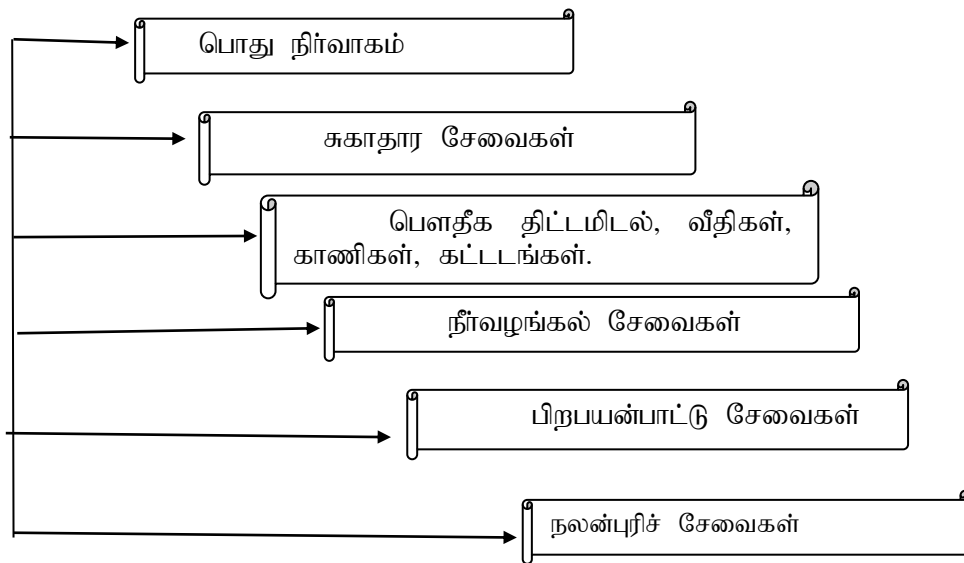 பொது நிர்வாகம்
சுகாதார சேவைகள்
பௌதீக திட்டமிடல், வீதிகள்,
காணிகள், கட்டடங்கள்.
நீர்வழங்கல் சேவைகள்
பிறபயன்பாட்டு சேவைகள்
நலன்புரிச் சேவைகள்